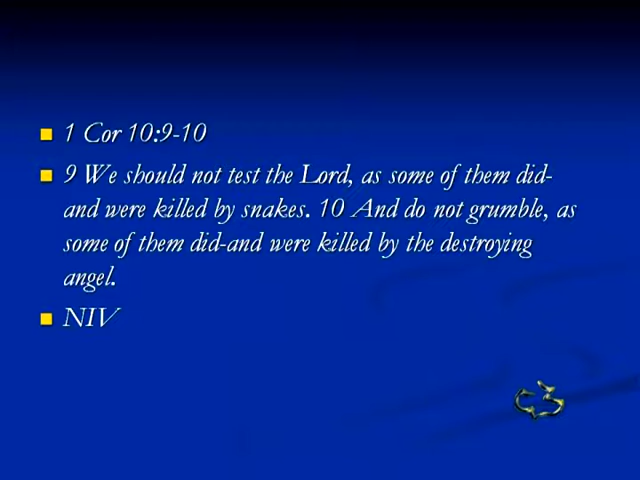 1 Cor 10:9-10
9 We should not test the Lord, as some of them did-
and were killed by snakes. 10 And do not grumble, as
some of them did-and were killed by the destroying
angel.
NIV